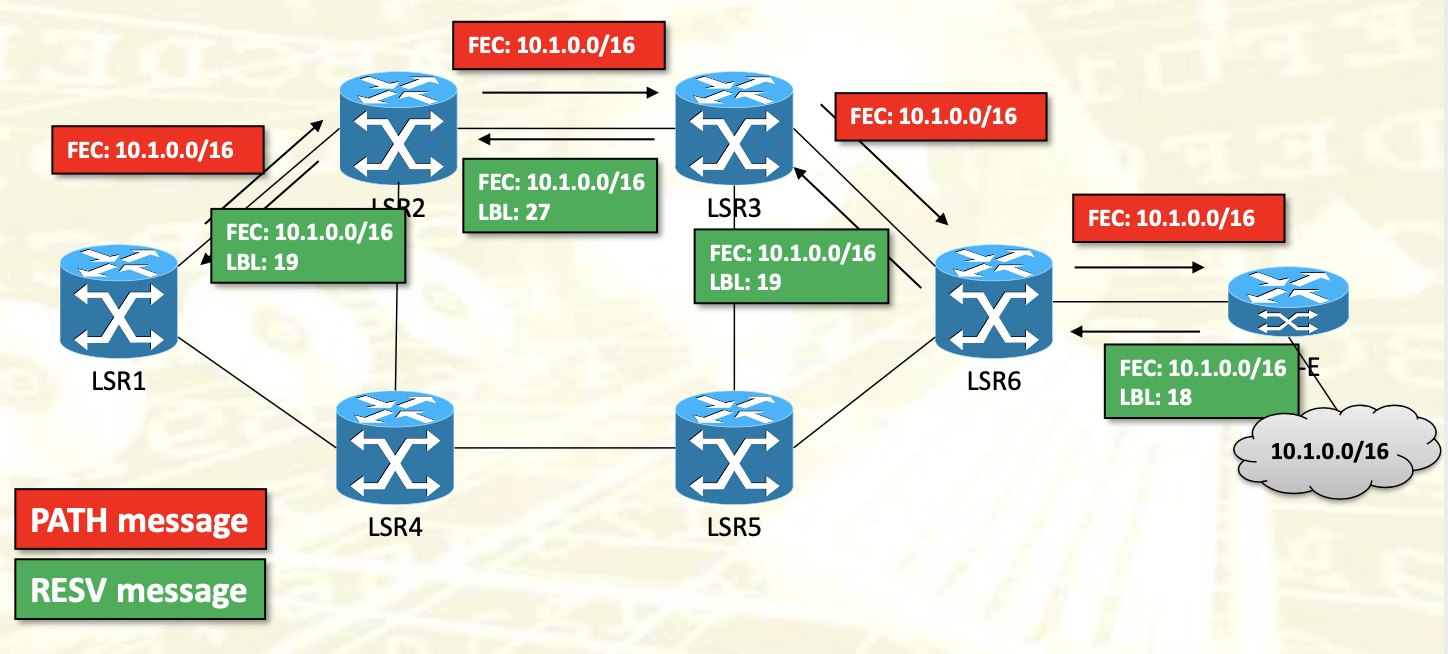 FEC: 10.1.0.0/16
FEC: 10.1.0.0/16
FEC: 10.1.0.0/16
FEC: 10.1.0.0/16
LBL: 27
LSR2
LSR3
FEC: 10.1.0.0/16
FEC: 10.1.0.0/16
LBL: 19
FEC: 10.1.0.0/16
LBL: 19
LSR1
LSR6
FEC: 10.1.0.0/16
LBL: 18
-E
10.1.0.0/16
PATH message
LSR4
LSR5
RESV message